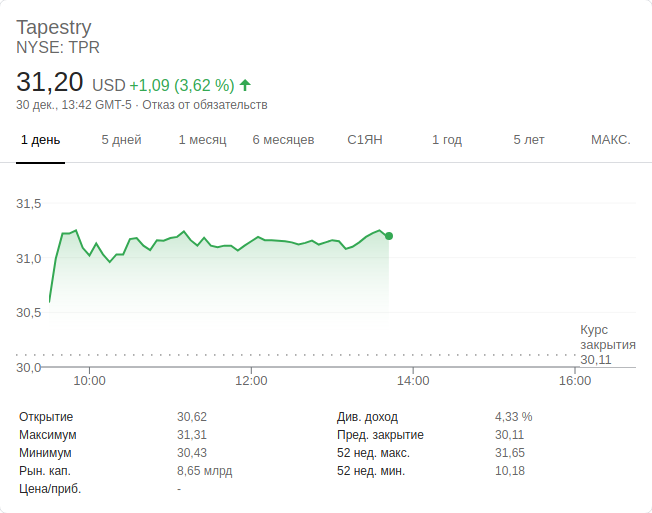 Tapestry
NYSE: TPR
31,20 USD +1,09 (3,62 %)
30 дек., 13:42 GMT-5 · Отказ от обязательств
1 день 5 дней 1 месяц 6 месяцев С1ЯН 1 год 5 лет МАКС.
31,5
31,0
30,5
30,0
Курс
закрытия
30,11
10:00 12:00 14:00 16:00
Открытие 30,62 Див. доход 4,33 %
Максимум 31,31 Пред. закрытие 30,11
Минимум 30,43 52 нед. макс. 31,65
Рын. кап. 8,65 млрд 52 нед. мин. 10,18
Цена/приб. -